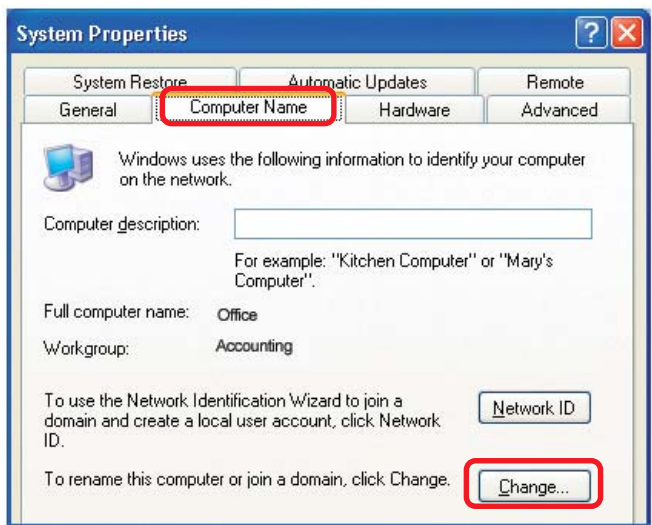 System Properties
System Restore Automatic Updates Remote
General Computer Name Hardware Advanced
Windows uses the following information to identify your computer
on the network.
Computer description:
For example: "Kitchen Computer" or "Mary's
Computer".
Full computer name: Office
Workgroup: Accounting
To use the Network Identification Wizard to join a
domain and create a local user account, click Network
ID.
Network ID
To rename this computer or join a domain, click Change.
Change...